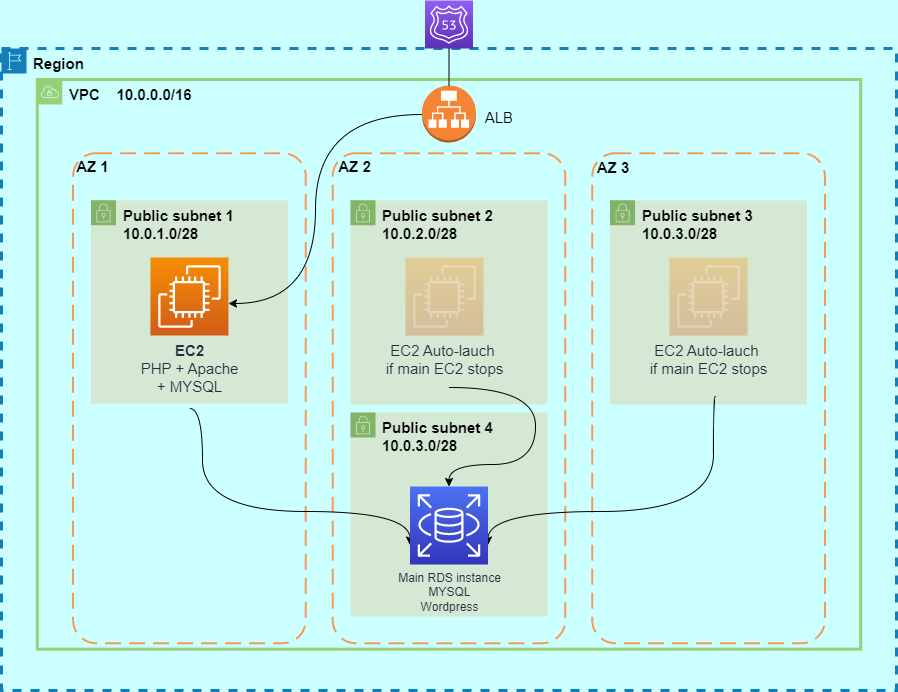 53
Region
VPC 10.0.0.0/16
ALB
AZ 1
AZ 2
AZ 3
Public subnet 1
10.0.1.0/28
Public subnet 2
10.0.2.0/28
Public subnet 3
10.0.3.0/28
EC2
PHP + Apache
+ MYSQL
EC2 Auto-lauch
if main EC2 stops
EC2 Auto-lauch
if main EC2 stops
Public subnet 4
10.0.3.0/28
Main RDS instance
MYSQL
Wordpress